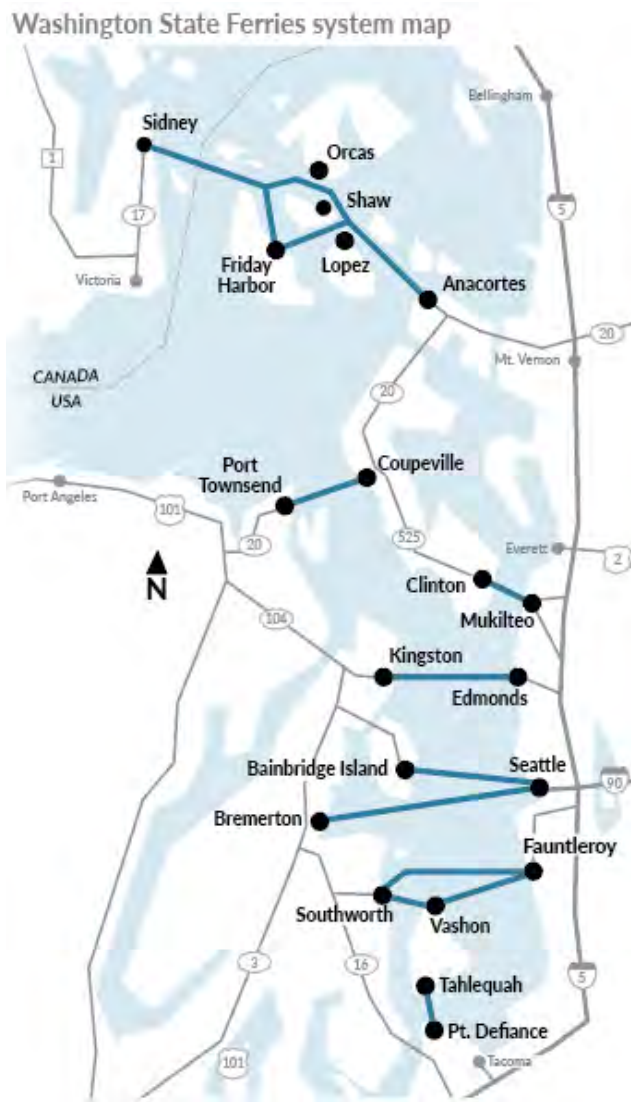 Washington State Ferries system map
Bellingham
Sidney
Orcas
1
Shaw
17
5
Friday
Harbor
Lopez
Victoria
Anacortes
20
Mt. Vernon
CANADA
USA
20
Port
Townsend
Coupeville
Port Angeles
101
20
525
Everett
2
N
Clinton
Mukilteo
104
Kingston
Edmonds
Bainbridge Island
Seattle
90
Bremerton
Fauntleroy
Southworth
Vashon
3
16
5
Tahlequah
Pt. Defiance
101
Tacoma